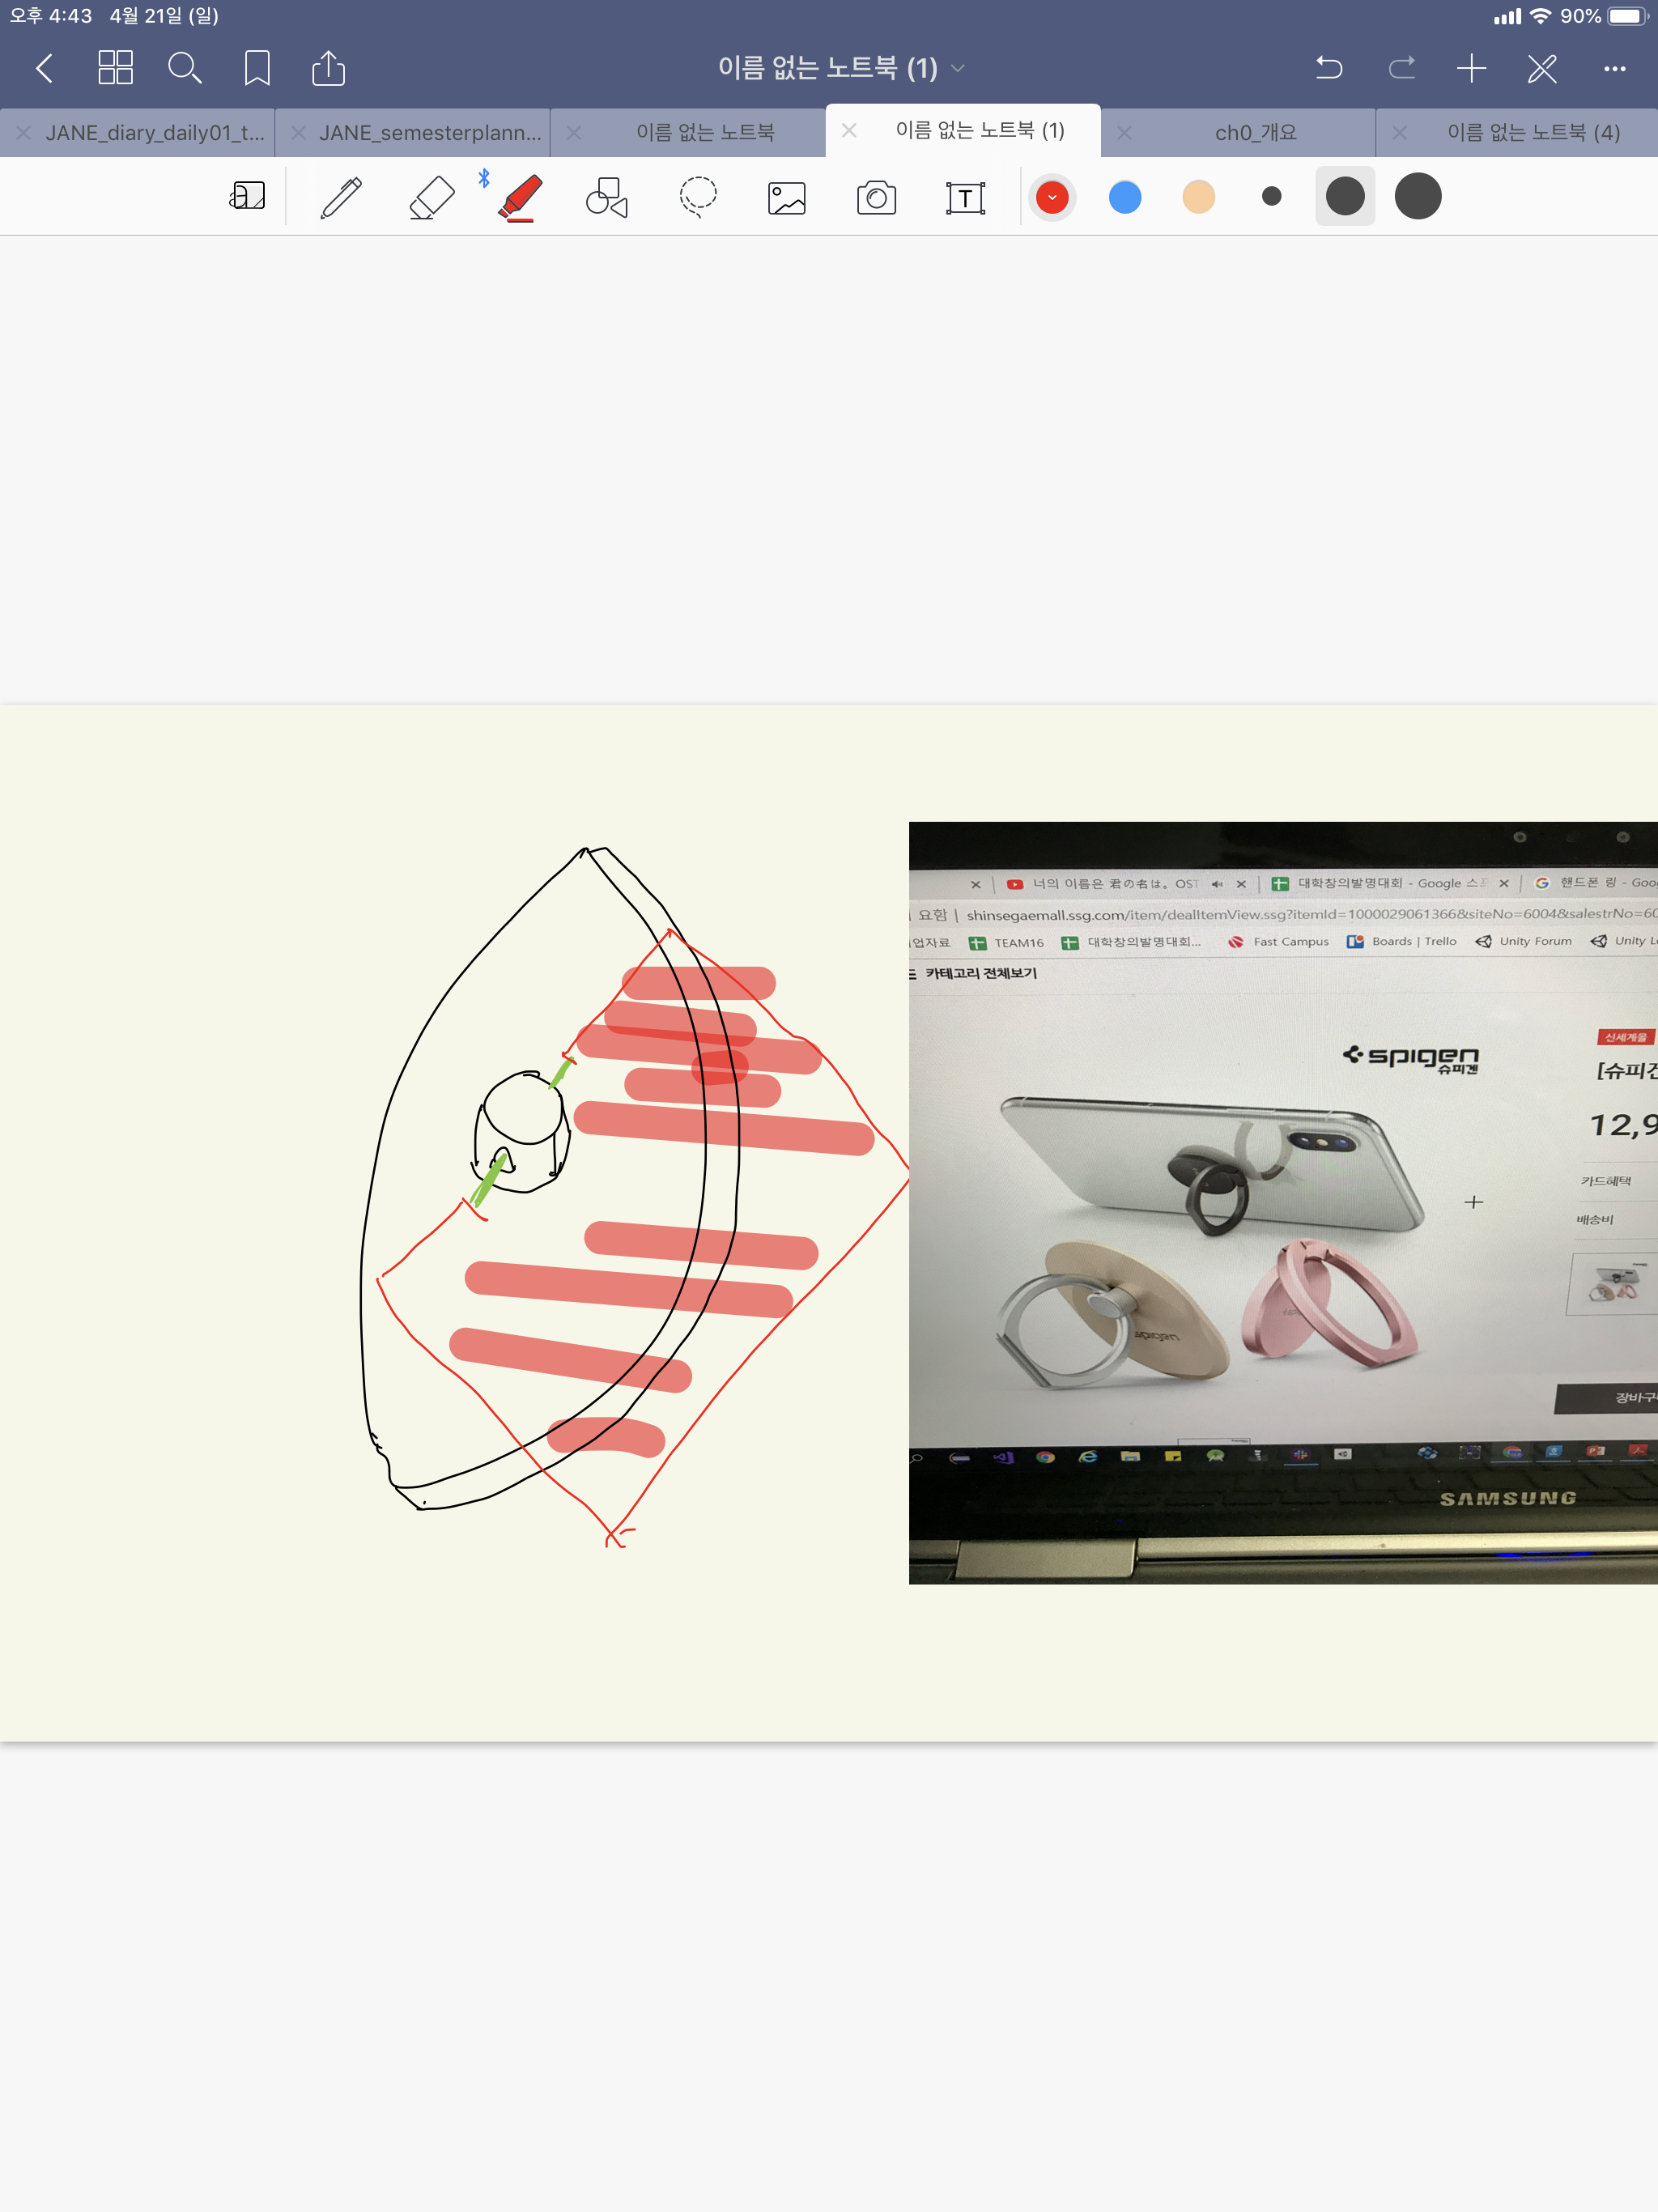 오후 4:43 4월 21일 (일) 90%
이름 없는 노트북 (1)
JANE_diary_daily01_t... JANE_semesterplann... 이름 없는 노트북 이름 없는 노트북 (1) ch0_개요 이름 없는 노트북 (4)
T
너의 이름은 君の名は。OST 대학창의발명대회 - Google 스프 핸드폰 링 - Goo
요함 | shinsegaemall.ssg.com/item/dealItemView.ssg?itemId=1000029061366&siteNo=6004&salestrNo=60
업자료 TEAM16 대학창의발명대회... Fast Campus Boards | Trello Unity Forum Unity L
카테고리 전체보기
신세계몰
spigen
슈피겐
[슈피겐
12,9
카드혜택
배송비
spigen
장바구
SAMSUNG